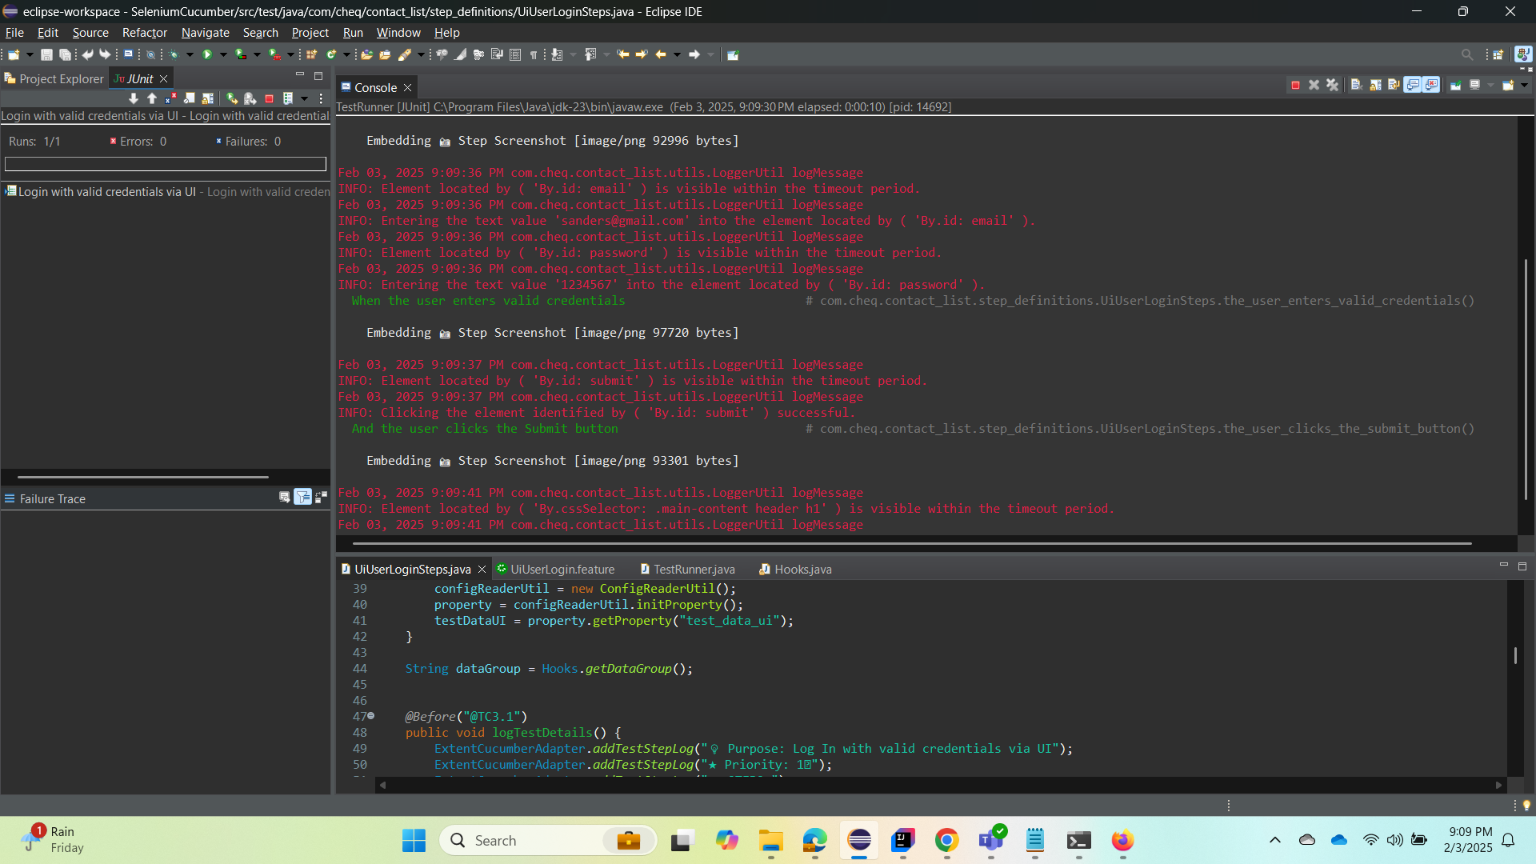 eclipse-workspace - SeleniumCucumber/src/test/java/com/cheq/contact_list/step_definitions/UiUserLoginSteps.java - Eclipse IDE
File Edit Source Refactor Navigate Search Project Run Window Help
Project Explorer JUnit
Login with valid credentials via UI - Login with valid credential
Runs: 1/1 Errors: 0 Failures: 0
Login with valid credentials via UI - Login with valid creden
Failure Trace
Console
TestRunner [JUnit] C:\Program Files\Java\jdk-23\bin\javaw.exe (Feb 3, 2025, 9:09:30 PM elapsed: 0:00:10) [pid: 14692]
Embedding Step Screenshot [image/png 92996 bytes]
Feb 03, 2025 9:09:36 PM com.cheq.contact_list.utils.LoggerUtil logMessage
INFO: Element located by ( 'By.id: email' ) is visible within the timeout period.
Feb 03, 2025 9:09:36 PM com.cheq.contact_list.utils.LoggerUtil logMessage
INFO: Entering the text value 'sanders@gmail.com' into the element located by ( 'By.id: email' ).
Feb 03, 2025 9:09:36 PM com.cheq.contact_list.utils.LoggerUtil logMessage
INFO: Element located by ( 'By.id: password' ) is visible within the timeout period.
Feb 03, 2025 9:09:36 PM com.cheq.contact_list.utils.LoggerUtil logMessage
INFO: Entering the text value '1234567' into the element located by ( 'By.id: password' ).
When the user enters valid credentials # com.cheq.contact_list.step_definitions.UiUserLoginSteps.the_user_enters_valid_credentials()
Embedding Step Screenshot [image/png 97720 bytes]
Feb 03, 2025 9:09:37 PM com.cheq.contact_list.utils.LoggerUtil logMessage
INFO: Element located by ( 'By.id: submit' ) is visible within the timeout period.
Feb 03, 2025 9:09:37 PM com.cheq.contact_list.utils.LoggerUtil logMessage
INFO: Clicking the element identified by ( 'By.id: submit' ) successful.
And the user clicks the Submit button # com.cheq.contact_list.step_definitions.UiUserLoginSteps.the_user_clicks_the_submit_button()
Embedding Step Screenshot [image/png 93301 bytes]
Feb 03, 2025 9:09:41 PM com.cheq.contact_list.utils.LoggerUtil logMessage
INFO: Element located by ( 'By.cssSelector: .main-content header h1' ) is visible within the timeout period.
Feb 03, 2025 9:09:41 PM com.cheq.contact_list.utils.LoggerUtil logMessage
UiUserLoginSteps.java UiUserLogin.feature TestRunner.java Hooks.java
39 configReaderUtil = new ConfigReaderUtil();
40 property = configReaderUtil.initProperty();
41 testDataUI = property.getProperty("test_data_ui");
42 }
43
44 String dataGroup = Hooks.getDataGroup();
45
46
47 @Before("@TC3.1")
48 public void logTestDetails() {
49 ExtentCucumberAdapter.addTestStepLog("💡 Purpose: Log In with valid credentials via UI");
50 ExtentCucumberAdapter.addTestStepLog("★ Priority: 1");
1 Rain
Friday
Search
9:09 PM
2/3/2025